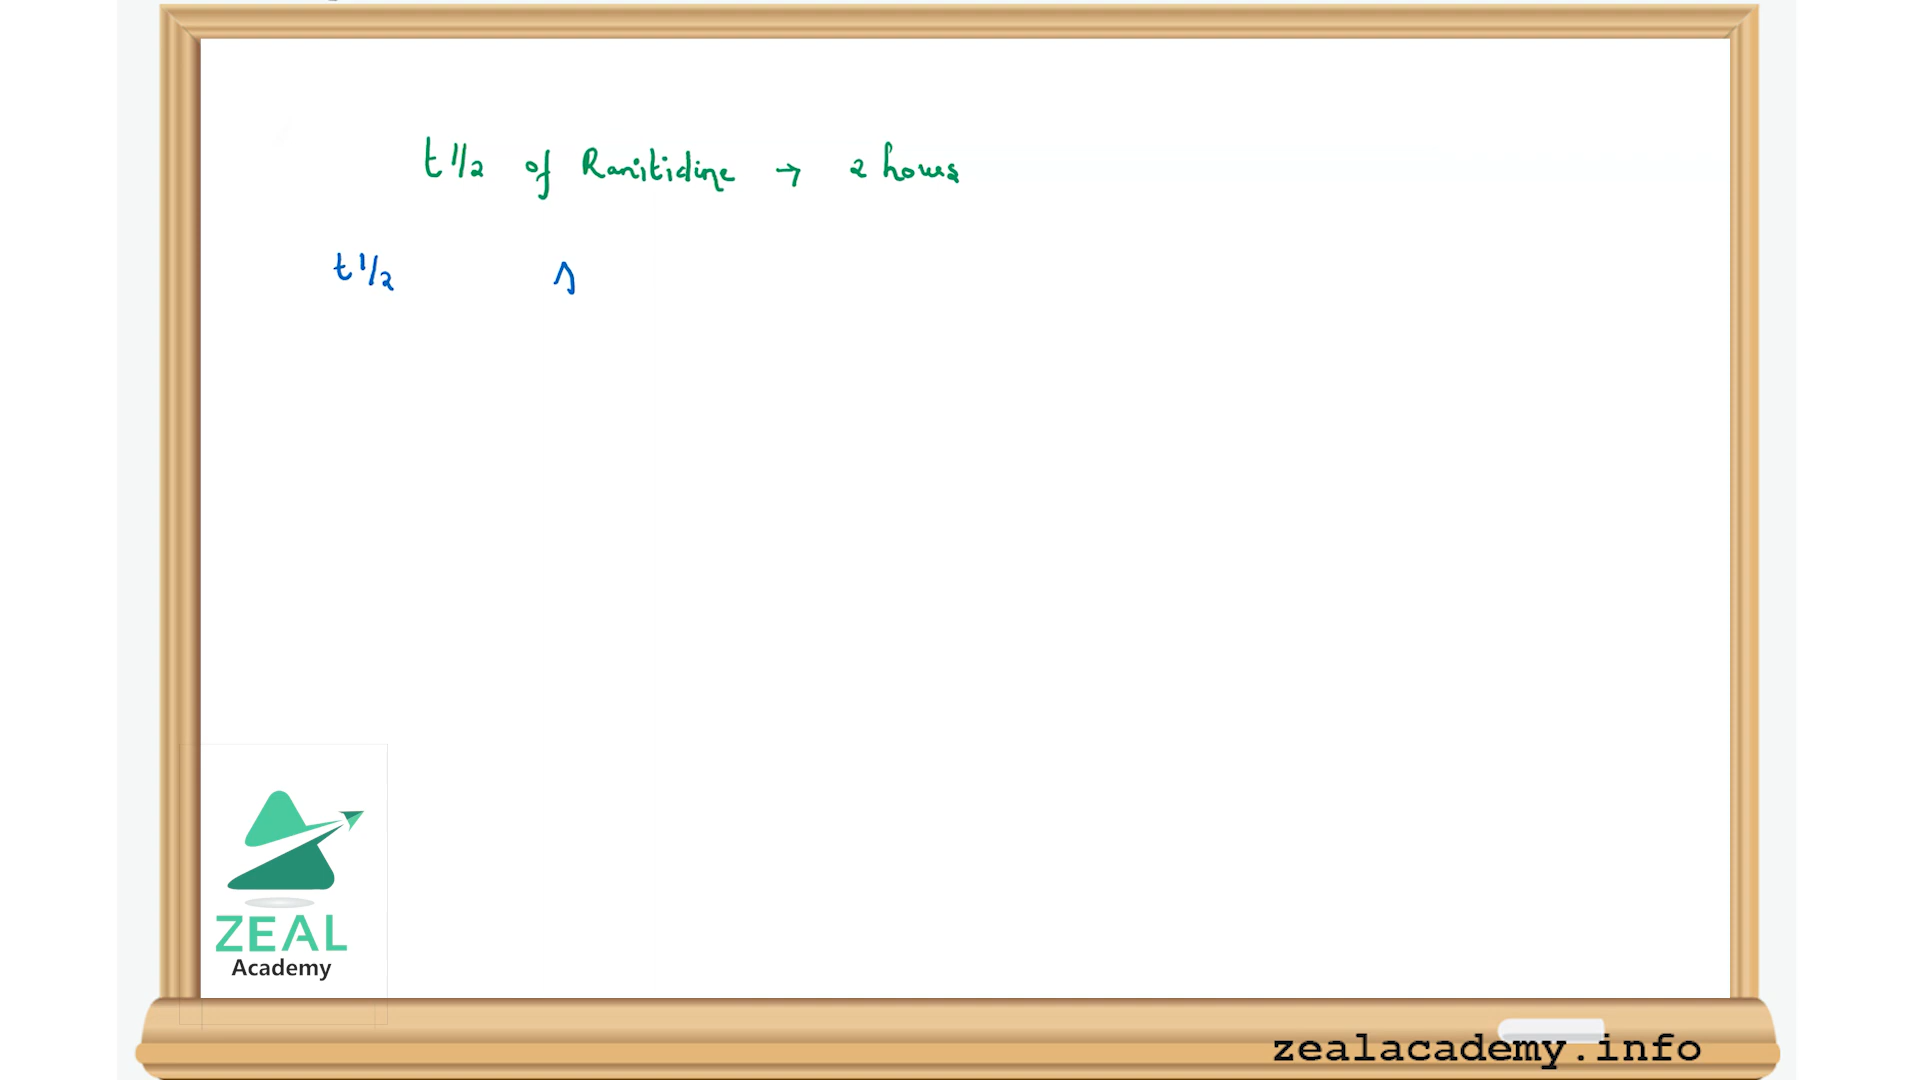 t 1/2 of Ranitidine → 2 hours
t 1/2
ZEAL
Academy
zealacademy.info